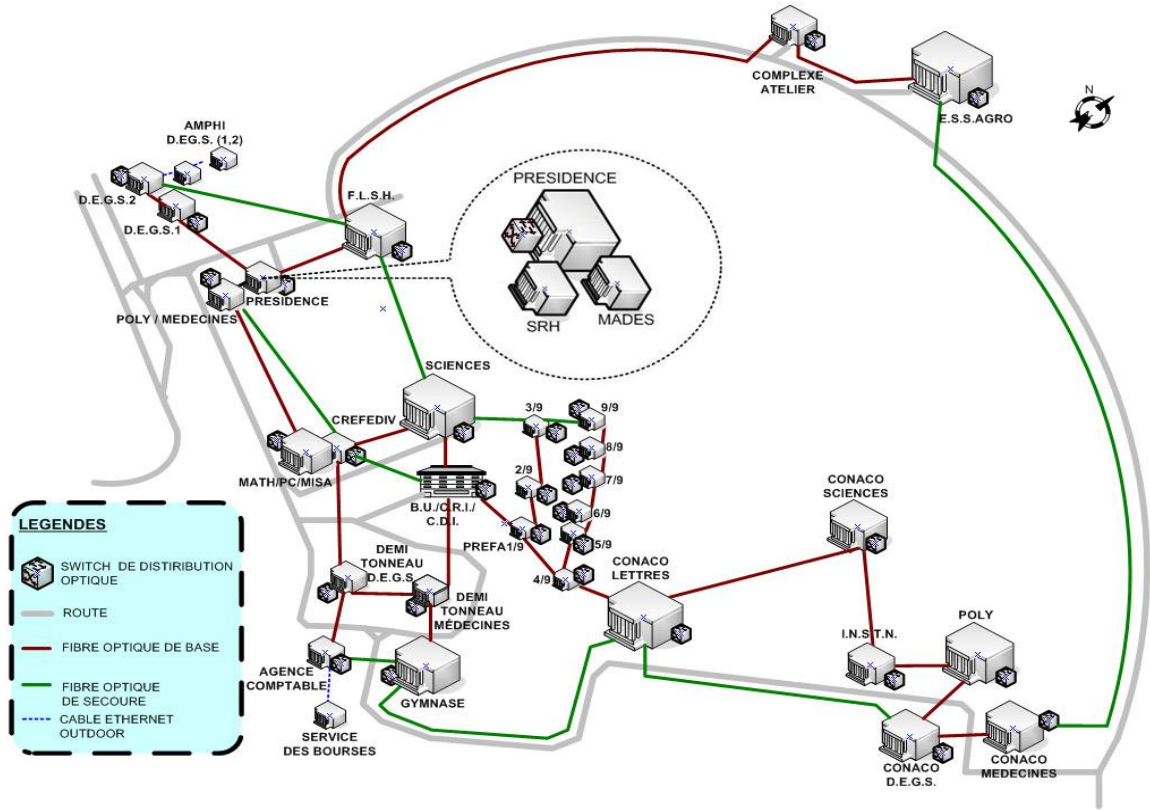 COMPLEXE
ATELIER
E.S.S.AGRO
N
AMPHI
D.EG.S. (1,2)
D.E.G.S.2
D.E.G.S.1
F.L.S.H.
PRESIDENCE
POLY / MEDECINES
PRESIDENCE
SRH
MADES
SCIENCES
CREFEDIV
MATH/PC/MISA
B.U./C.R.I./
C.D.I.
3/9
9/9
8/9
2/9
7/9
6/9
PREFA1/9
5/9
4/9
CONACO
LETTRES
CONACO
SCIENCES
POLY
I.N.S.T.N.
CONACO
D.E.G.S.
CONACO
MEDECINES
DEMI
TONNEAU
D.E.G.S.
DEMI
TONNEAU
MÉDECINES
AGENCE
COMPTABLE
GYMNASE
SERVICE
DES BOURSES
LEGENDES
SWITCH DE DISTRIBUTION
OPTIQUE
ROUTE
FIBRE OPTIQUE DE BASE
FIBRE OPTIQUE
DE SECOURE
CABLE ETHERNET
OUTDOOR